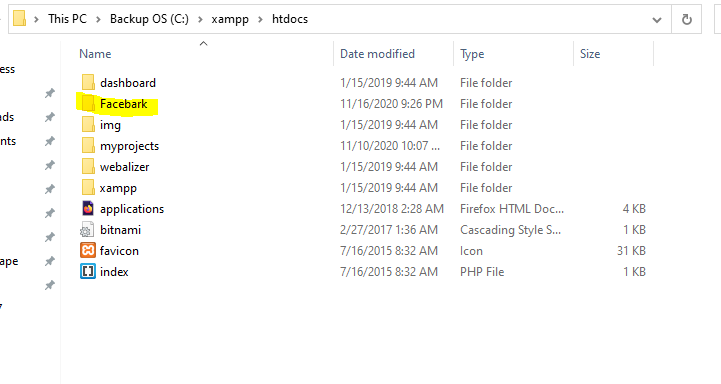 This PC > Backup OS (C:) > xampp > htdocs
Name Date modified Type Size
ess
dashboard 1/15/2019 9:44 AM File folder
Facebark 11/16/2020 9:26 PM File folder
nds
img 1/15/2019 9:44 AM File folder
nts
myprojects 11/10/2020 10:07 ... File folder
webalizer 1/15/2019 9:44 AM File folder
xampp 1/15/2019 9:44 AM File folder
applications 12/13/2018 2:28 AM Firefox HTML Doc... 4 KB
bitnami 2/27/2017 1:36 AM Cascading Style S... 1 KB
favicon 7/16/2015 8:32 AM Icon 31 KB
ape
index 7/16/2015 8:32 AM PHP File 1 KB